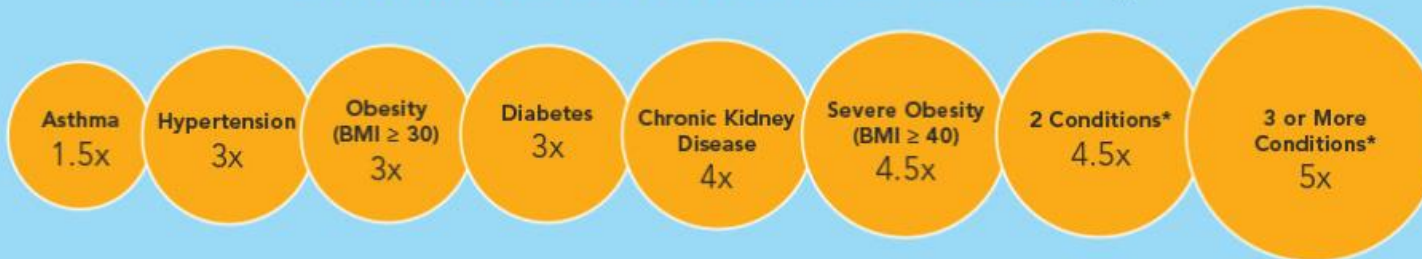 Asthma
1.5x
Hypertension
3x
Obesity
(BMI ≥ 30)
3x
Diabetes
3x
Chronic Kidney
Disease
4x
Severe Obesity
(BMI ≥ 40)
4.5x
2 Conditions*
4.5x
3 or More
Conditions*
5x